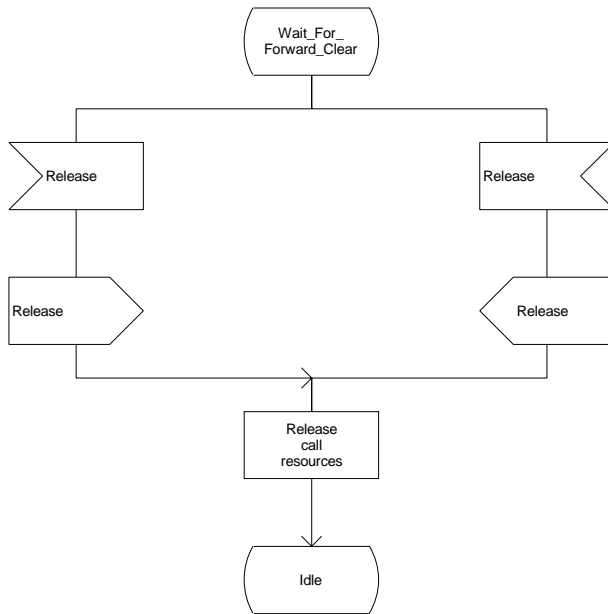 Wait_For_
Forward_Clear
Release
Release
Release
Release
Release
call
resources
Idle